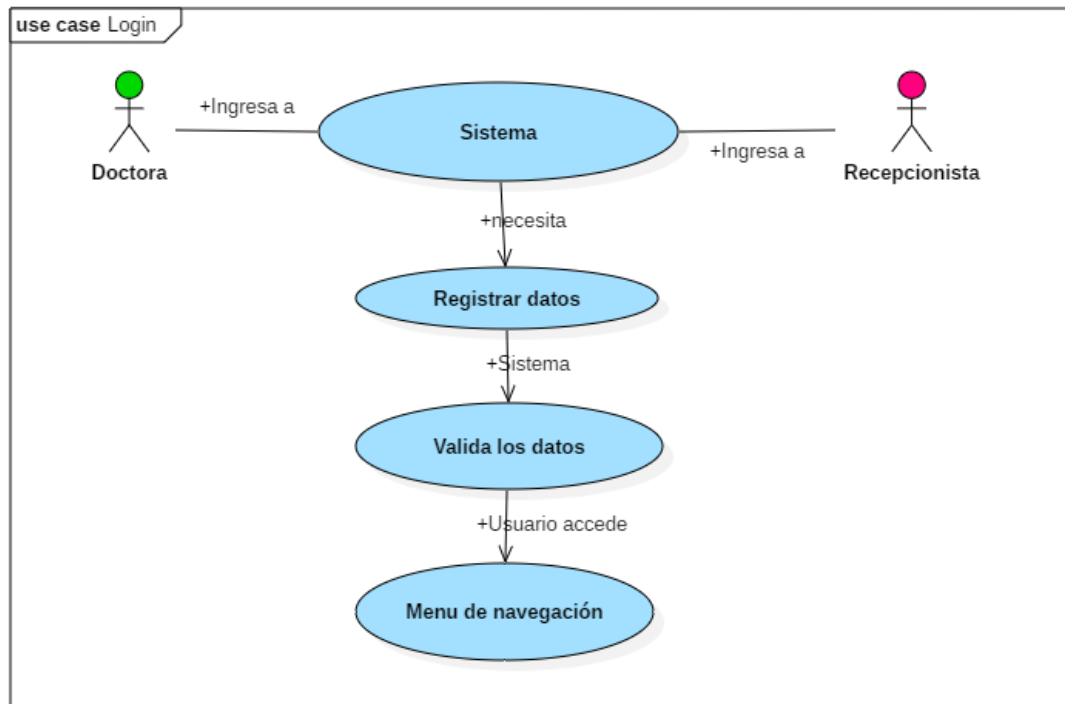 use case Login
+Ingresa a
Sistema
+Ingresa a
Doctora
Recepcionista
+necesita
Registrar datos
+Sistema
Valida los datos
+Usuario accede
Menu de navegación